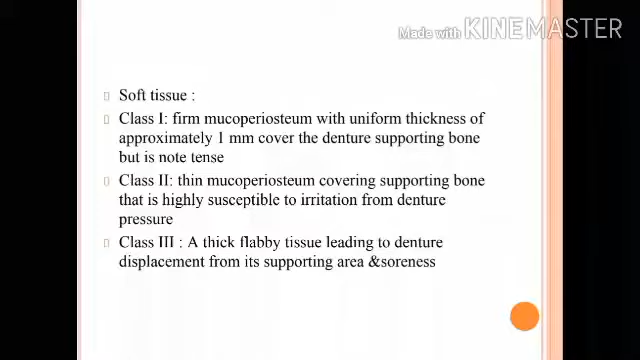 Made with KINEMASTER
Soft tissue :
Class I: firm mucoperiosteum with uniform thickness of
approximately 1 mm cover the denture supporting bone
but is note tense
Class II: thin mucoperiosteum covering supporting bone
that is highly susceptible to irritation from denture
pressure
Class III : A thick flabby tissue leading to denture
displacement from its supporting area &soreness